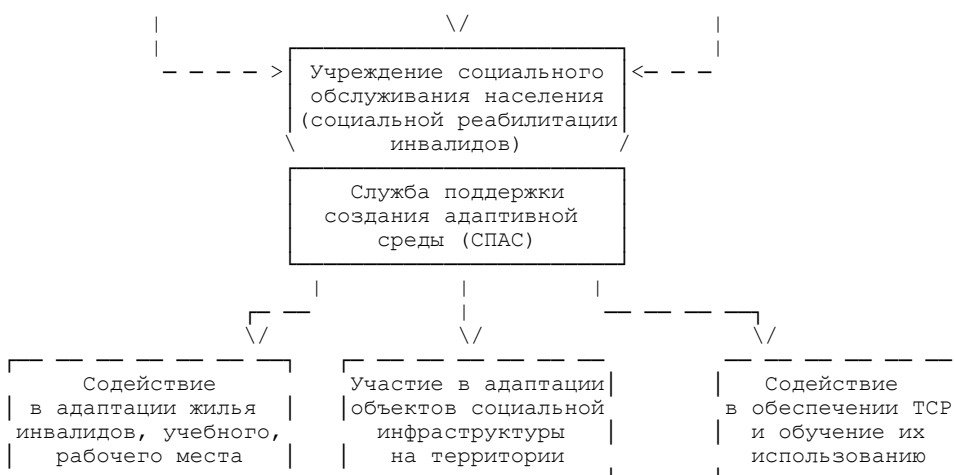 Учреждение социального
обслуживания населения
(социальной реабилитации
инвалидов)
Служба поддержки
создания адаптивной
среды (СПАС)
Содействие
в адаптации жилья
инвалидов, учебного,
рабочего места
Участие в адаптации
объектов социальной
инфраструктуры
на территории
Содействие
в обеспечении ТСР
и обучение их
использованию